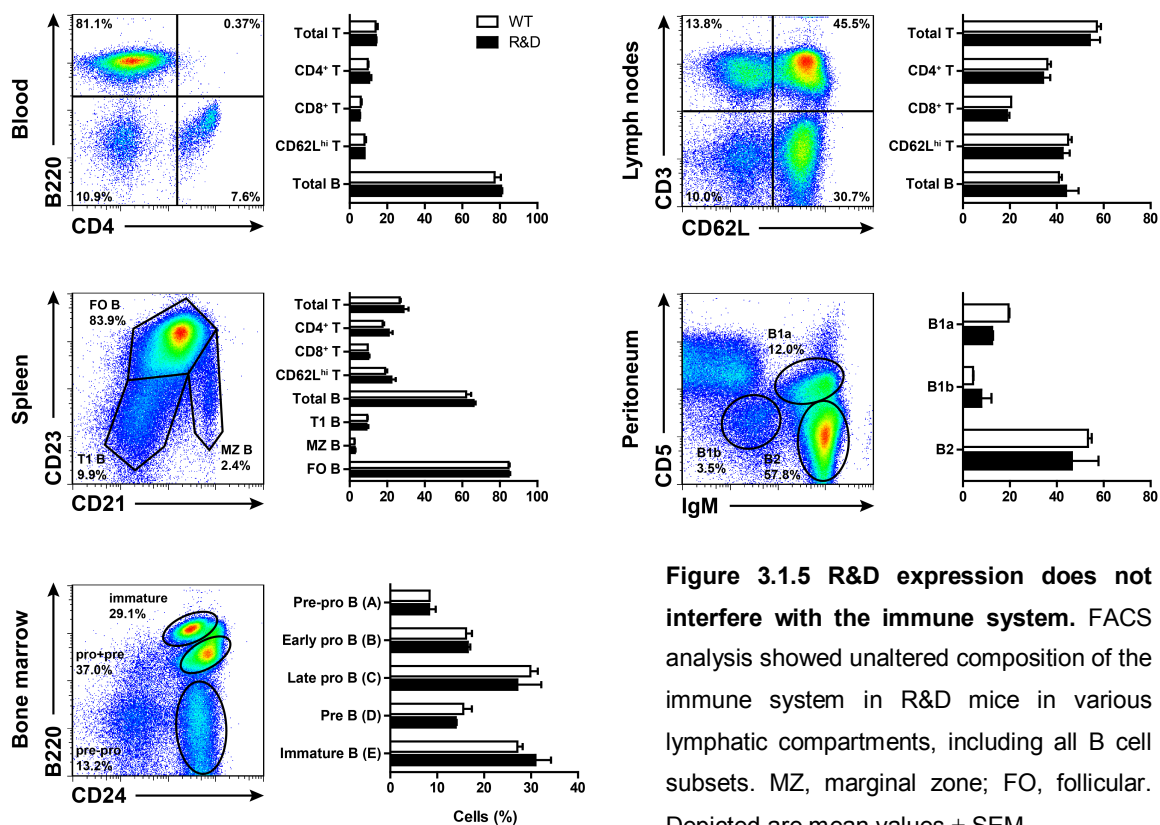 81.1%
0.37%
10.9%
7.6%
Blood
B220
CD4
Total T
CD4⁺ T
CD8⁺ T
CD62Lʰⁱ T
Total B
0 20 40 60 80 100
WT
R&D
13.8%
45.5%
10.0%
30.7%
Lymph nodes
CD3
CD62L
Total T
CD4⁺ T
CD8⁺ T
CD62Lʰⁱ T
Total B
0 20 40 60 80
FO B
83.9%
T1 B
9.9%
MZ B
2.4%
Spleen
CD23
CD21
Total T
CD4⁺ T
CD8⁺ T
CD62Lʰⁱ T
Total B
T1 B
MZ B
FO B
0 20 40 60 80 100
B1a
12.0%
B1b
3.5%
B2
57.8%
Peritoneum
CD5
IgM
B1a
B1b
B2
0 20 40 60 80
immature
29.1%
pro+pre
37.0%
pre-pro
13.2%
Bone marrow
B220
CD24
Pre-pro B (A)
Early pro B (B)
Late pro B (C)
Pre B (D)
Immature B (E)
0 10 20 30 40
Cells (%)
Figure 3.1.5 R&D expression does not
interfere with the immune system. FACS
analysis showed unaltered composition of the
immune system in R&D mice in various
lymphatic compartments, including all B cell
subsets. MZ, marginal zone; FO, follicular.
Depicted are mean values ± SEM